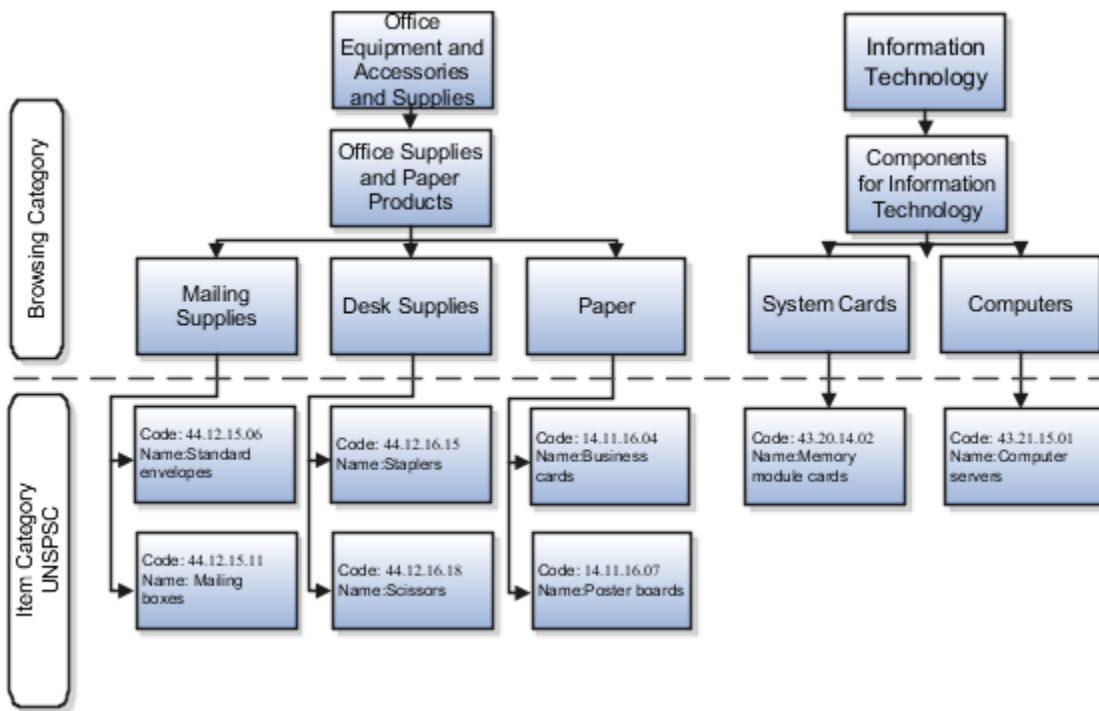 Office
Equipment and
Accessories
and Supplies
Information
Technology
Browsing Category
Office Supplies
and Paper
Products
Components
for Information
Technology
Mailing
Supplies
Desk Supplies
Paper
System Cards
Computers
Item Category
UNSPSC
Code: 44.12.15.06
Name:Standard
envelopes
Code: 44.12.16.15
Name:Staplers
Code: 14.11.16.04
Name:Business
cards
Code: 43.20.14.02
Name:Memory
module cards
Code: 43.21.15.01
Name:Computer
servers
Code: 44.12.15.11
Name: Mailing
boxes
Code: 44.12.16.18
Name:Scissors
Code: 14.11.16.07
Name:Poster boards